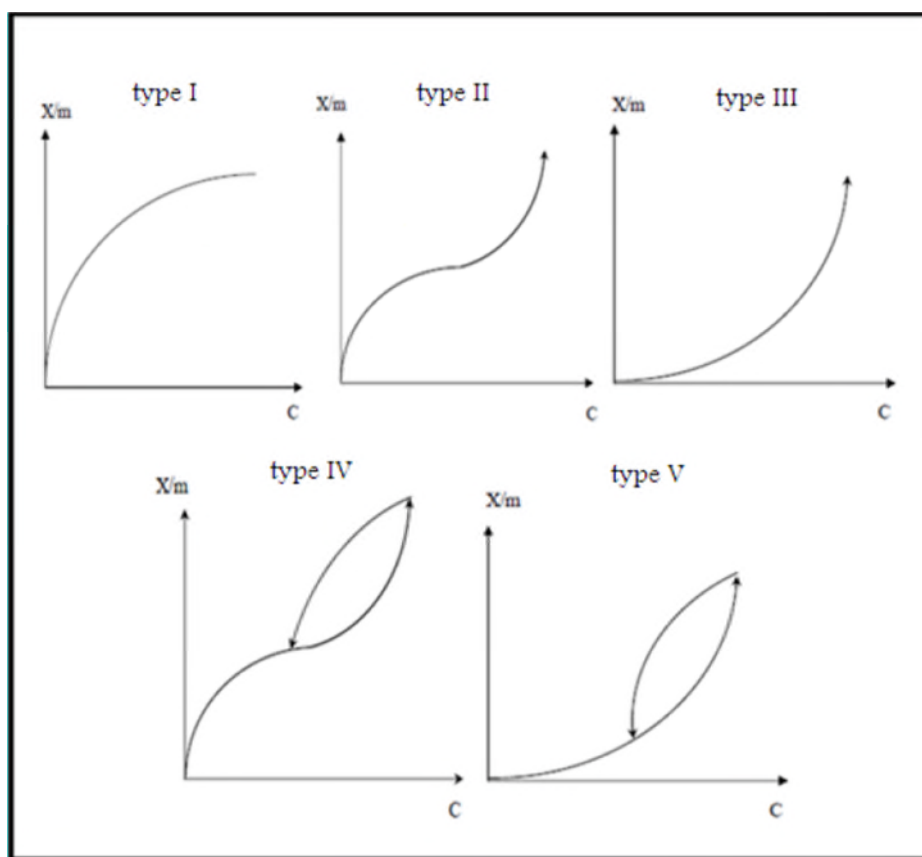 type I
X/m
C
type II
X/m
C
type III
X/m
C
type IV
X/m
C
type V
X/m
C